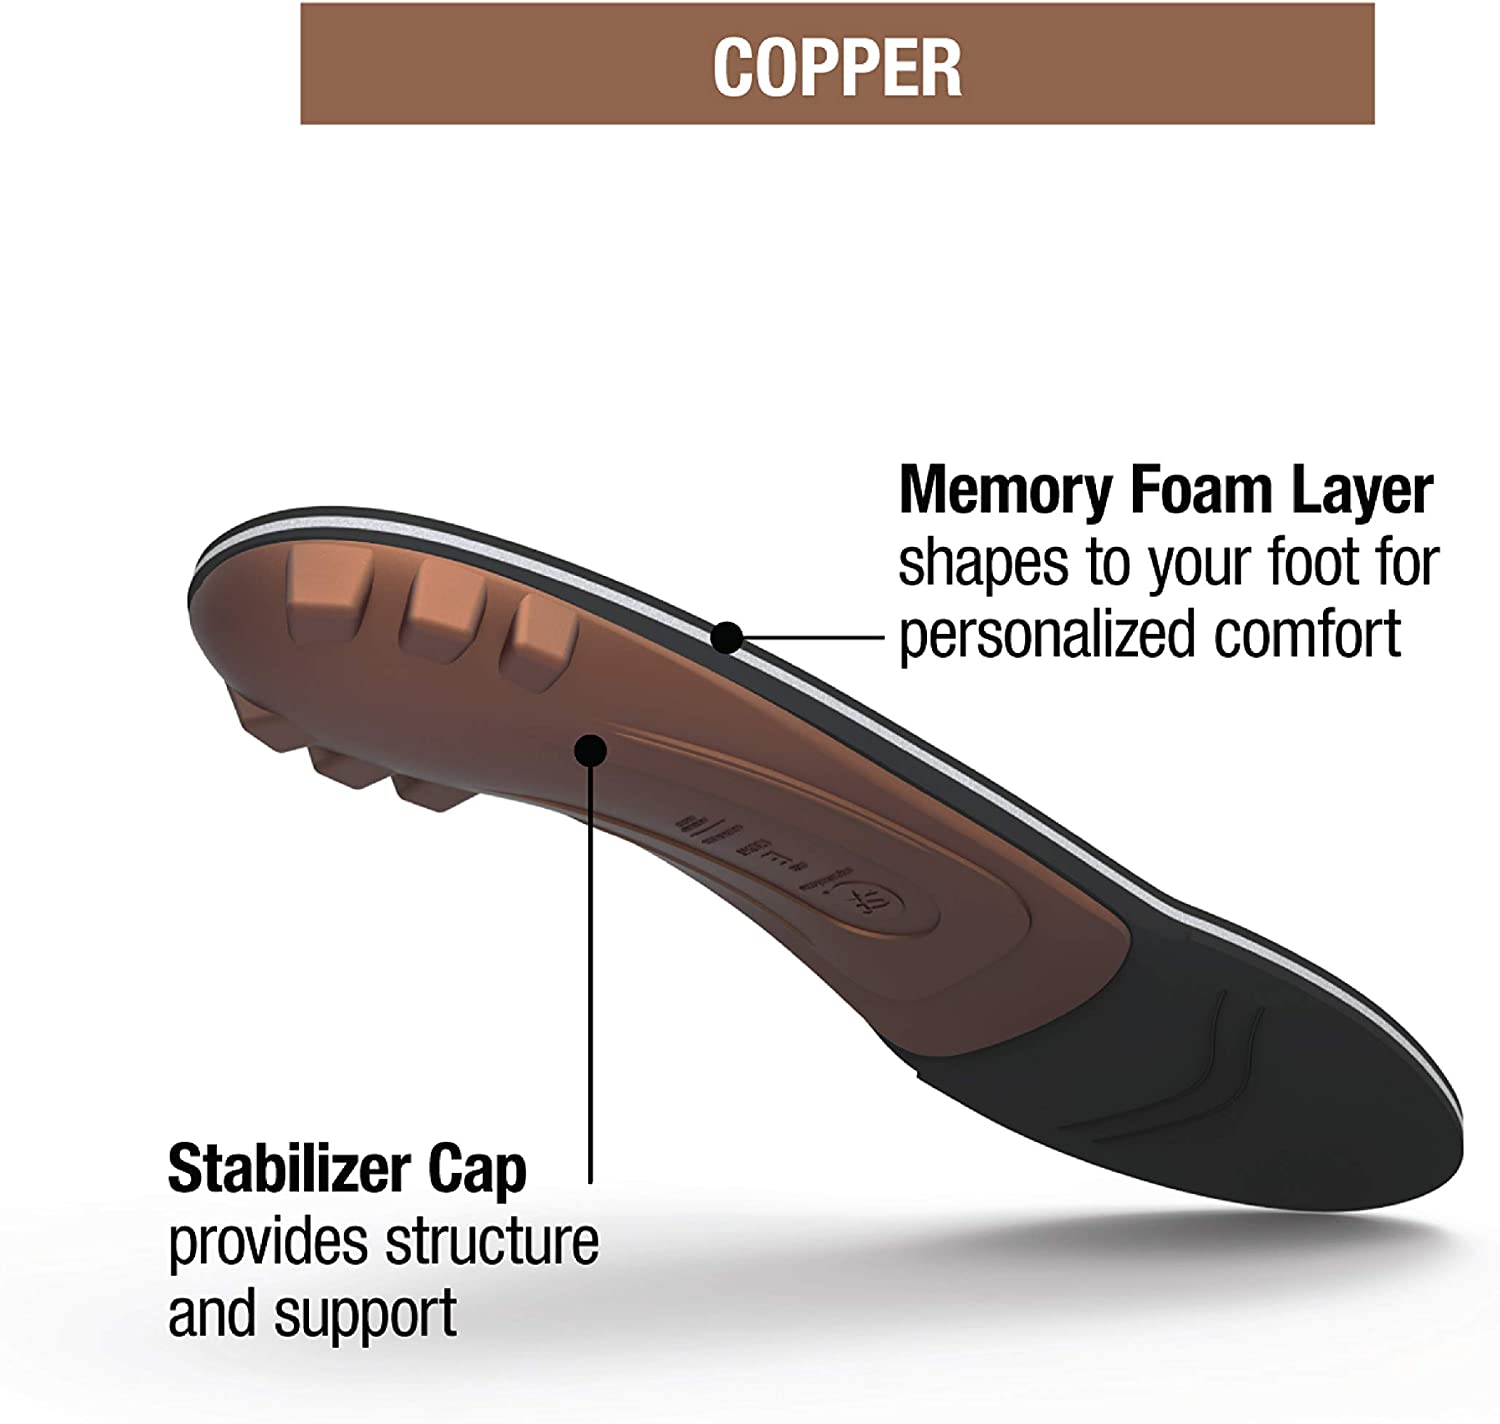 COPPER
Memory Foam Layer
shapes to your foot for
personalized comfort
Stabilizer Cap
provides structure
and support